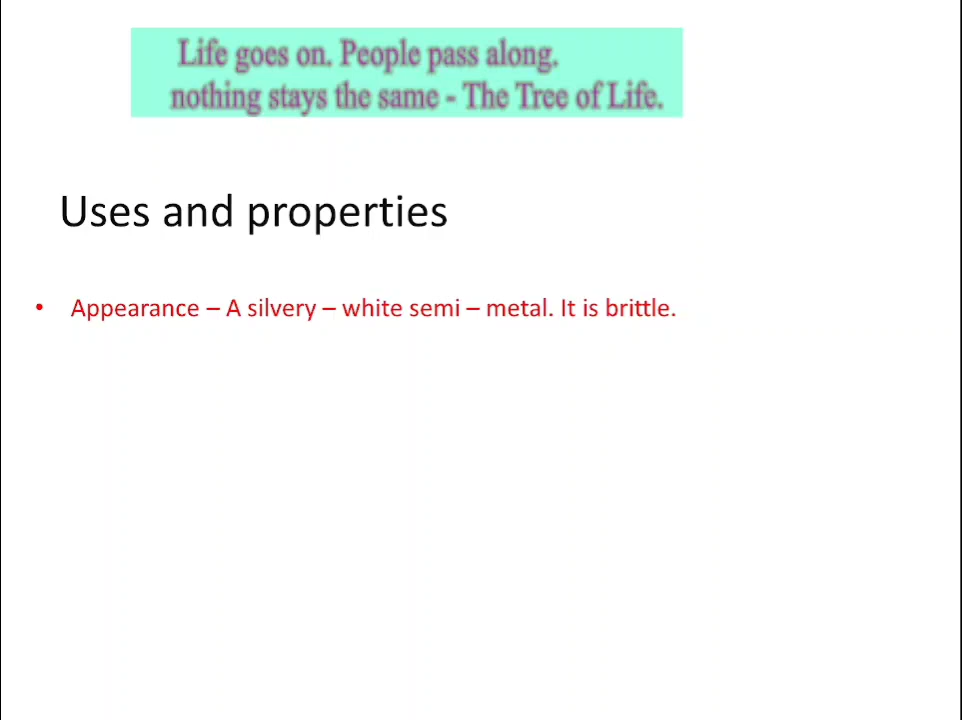 Life goes on. People pass along.
nothing stays the same - The Tree of Life.
Uses and properties
• Appearance – A silvery – white semi – metal. It is brittle.